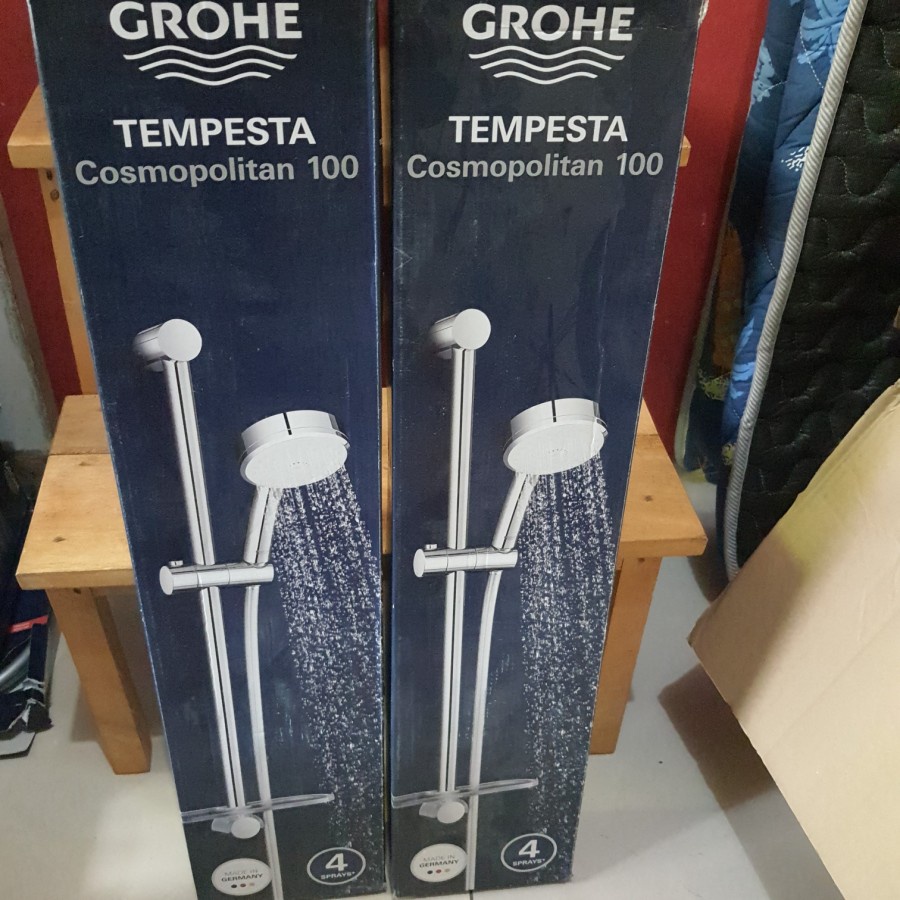 GROHE
TEMPESTA
Cosmopolitan 100
MADE IN
GERMANY
4
SPRAYS*
GROHE
TEMPESTA
Cosmopolitan 100
MADE IN
GERMANY
4
SPRAYS*